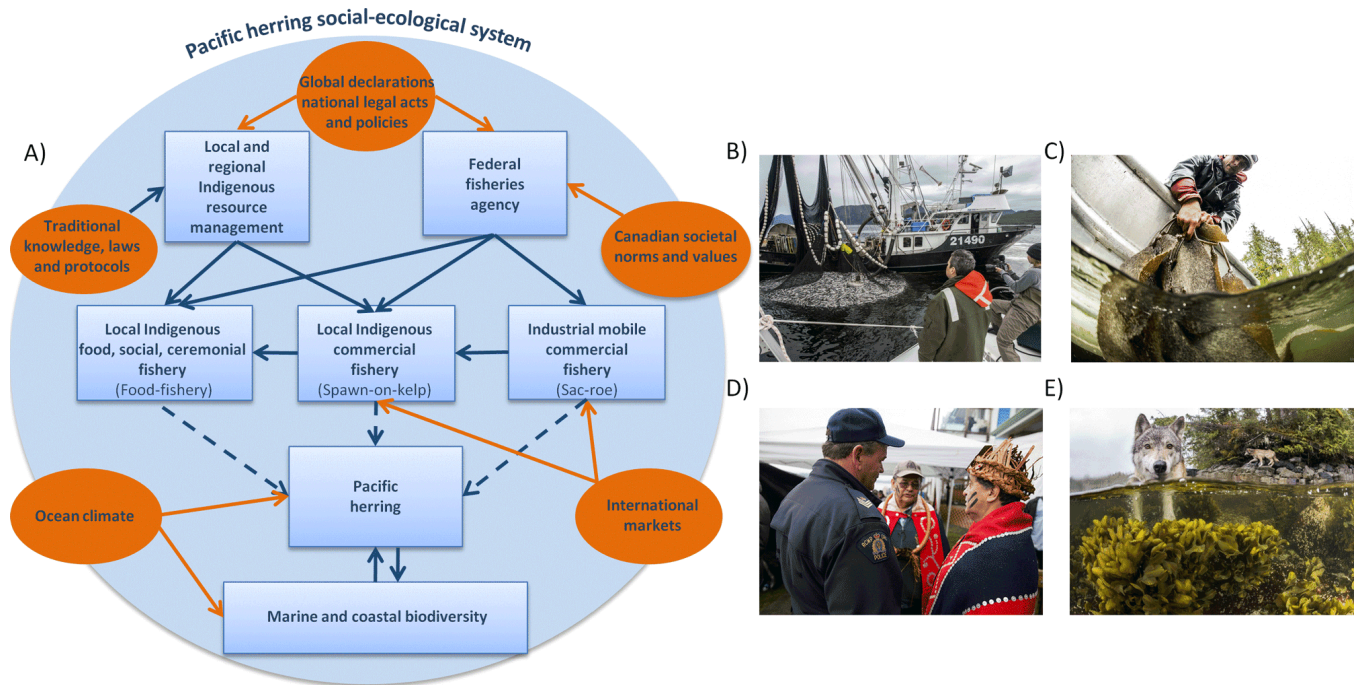 Pacific herring social-ecological system
A)
Global declarations
national legal acts
and policies
Local and
regional
Indigenous
resource
management
Federal
fisheries
agency
Traditional
knowledge, laws
and protocols
Canadian societal
norms and values
Local Indigenous
food, social, ceremonial
fishery
(Food-fishery)
Local Indigenous
commercial
fishery
(Spawn-on-kelp)
Industrial mobile
commercial
fishery
(Sac-roe)
Pacific
herring
Ocean climate
International
markets
Marine and coastal biodiversity
B)
21490
C)
D)
POLICE
E)